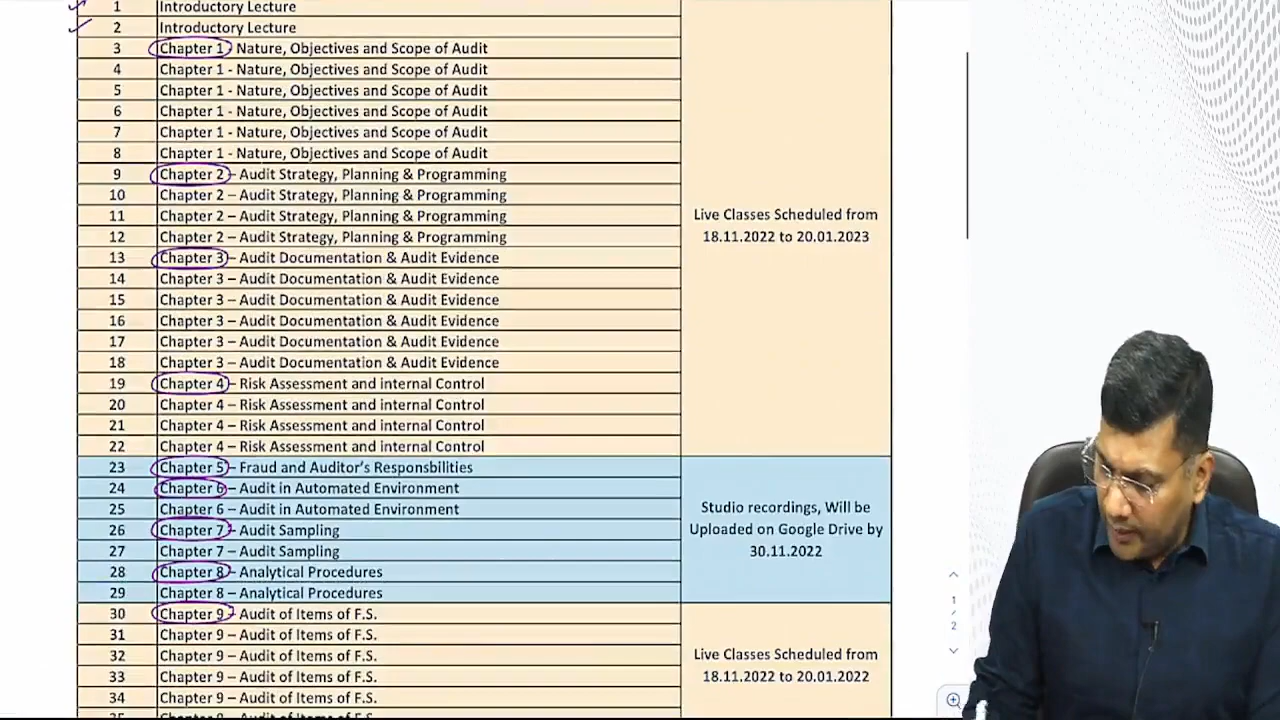 1 Introductory Lecture
2 Introductory Lecture
3 Chapter 1 - Nature, Objectives and Scope of Audit
4 Chapter 1 - Nature, Objectives and Scope of Audit
5 Chapter 1 - Nature, Objectives and Scope of Audit
6 Chapter 1 - Nature, Objectives and Scope of Audit
7 Chapter 1 - Nature, Objectives and Scope of Audit
8 Chapter 1 - Nature, Objectives and Scope of Audit
9 Chapter 2 – Audit Strategy, Planning & Programming
10 Chapter 2 – Audit Strategy, Planning & Programming
11 Chapter 2 – Audit Strategy, Planning & Programming
12 Chapter 2 – Audit Strategy, Planning & Programming
13 Chapter 3 – Audit Documentation & Audit Evidence
14 Chapter 3 – Audit Documentation & Audit Evidence
15 Chapter 3 – Audit Documentation & Audit Evidence
16 Chapter 3 – Audit Documentation & Audit Evidence
17 Chapter 3 – Audit Documentation & Audit Evidence
18 Chapter 3 – Audit Documentation & Audit Evidence
19 Chapter 4 – Risk Assessment and internal Control
20 Chapter 4 – Risk Assessment and internal Control
21 Chapter 4 – Risk Assessment and internal Control
22 Chapter 4 – Risk Assessment and internal Control
Live Classes Scheduled from
18.11.2022 to 20.01.2023
23 Chapter 5 – Fraud and Auditor's Responsbilities
24 Chapter 6 – Audit in Automated Environment
25 Chapter 6 – Audit in Automated Environment
26 Chapter 7 – Audit Sampling
27 Chapter 7 – Audit Sampling
28 Chapter 8 – Analytical Procedures
29 Chapter 8 – Analytical Procedures
Studio recordings, Will be
Uploaded on Google Drive by
30.11.2022
30 Chapter 9 – Audit of Items of F.S.
31 Chapter 9 – Audit of Items of F.S.
32 Chapter 9 – Audit of Items of F.S.
33 Chapter 9 – Audit of Items of F.S.
34 Chapter 9 – Audit of Items of F.S.
35 Chapter 9 – Audit of Items of F.S.
Live Classes Scheduled from
18.11.2022 to 20.01.2022
1
/
2